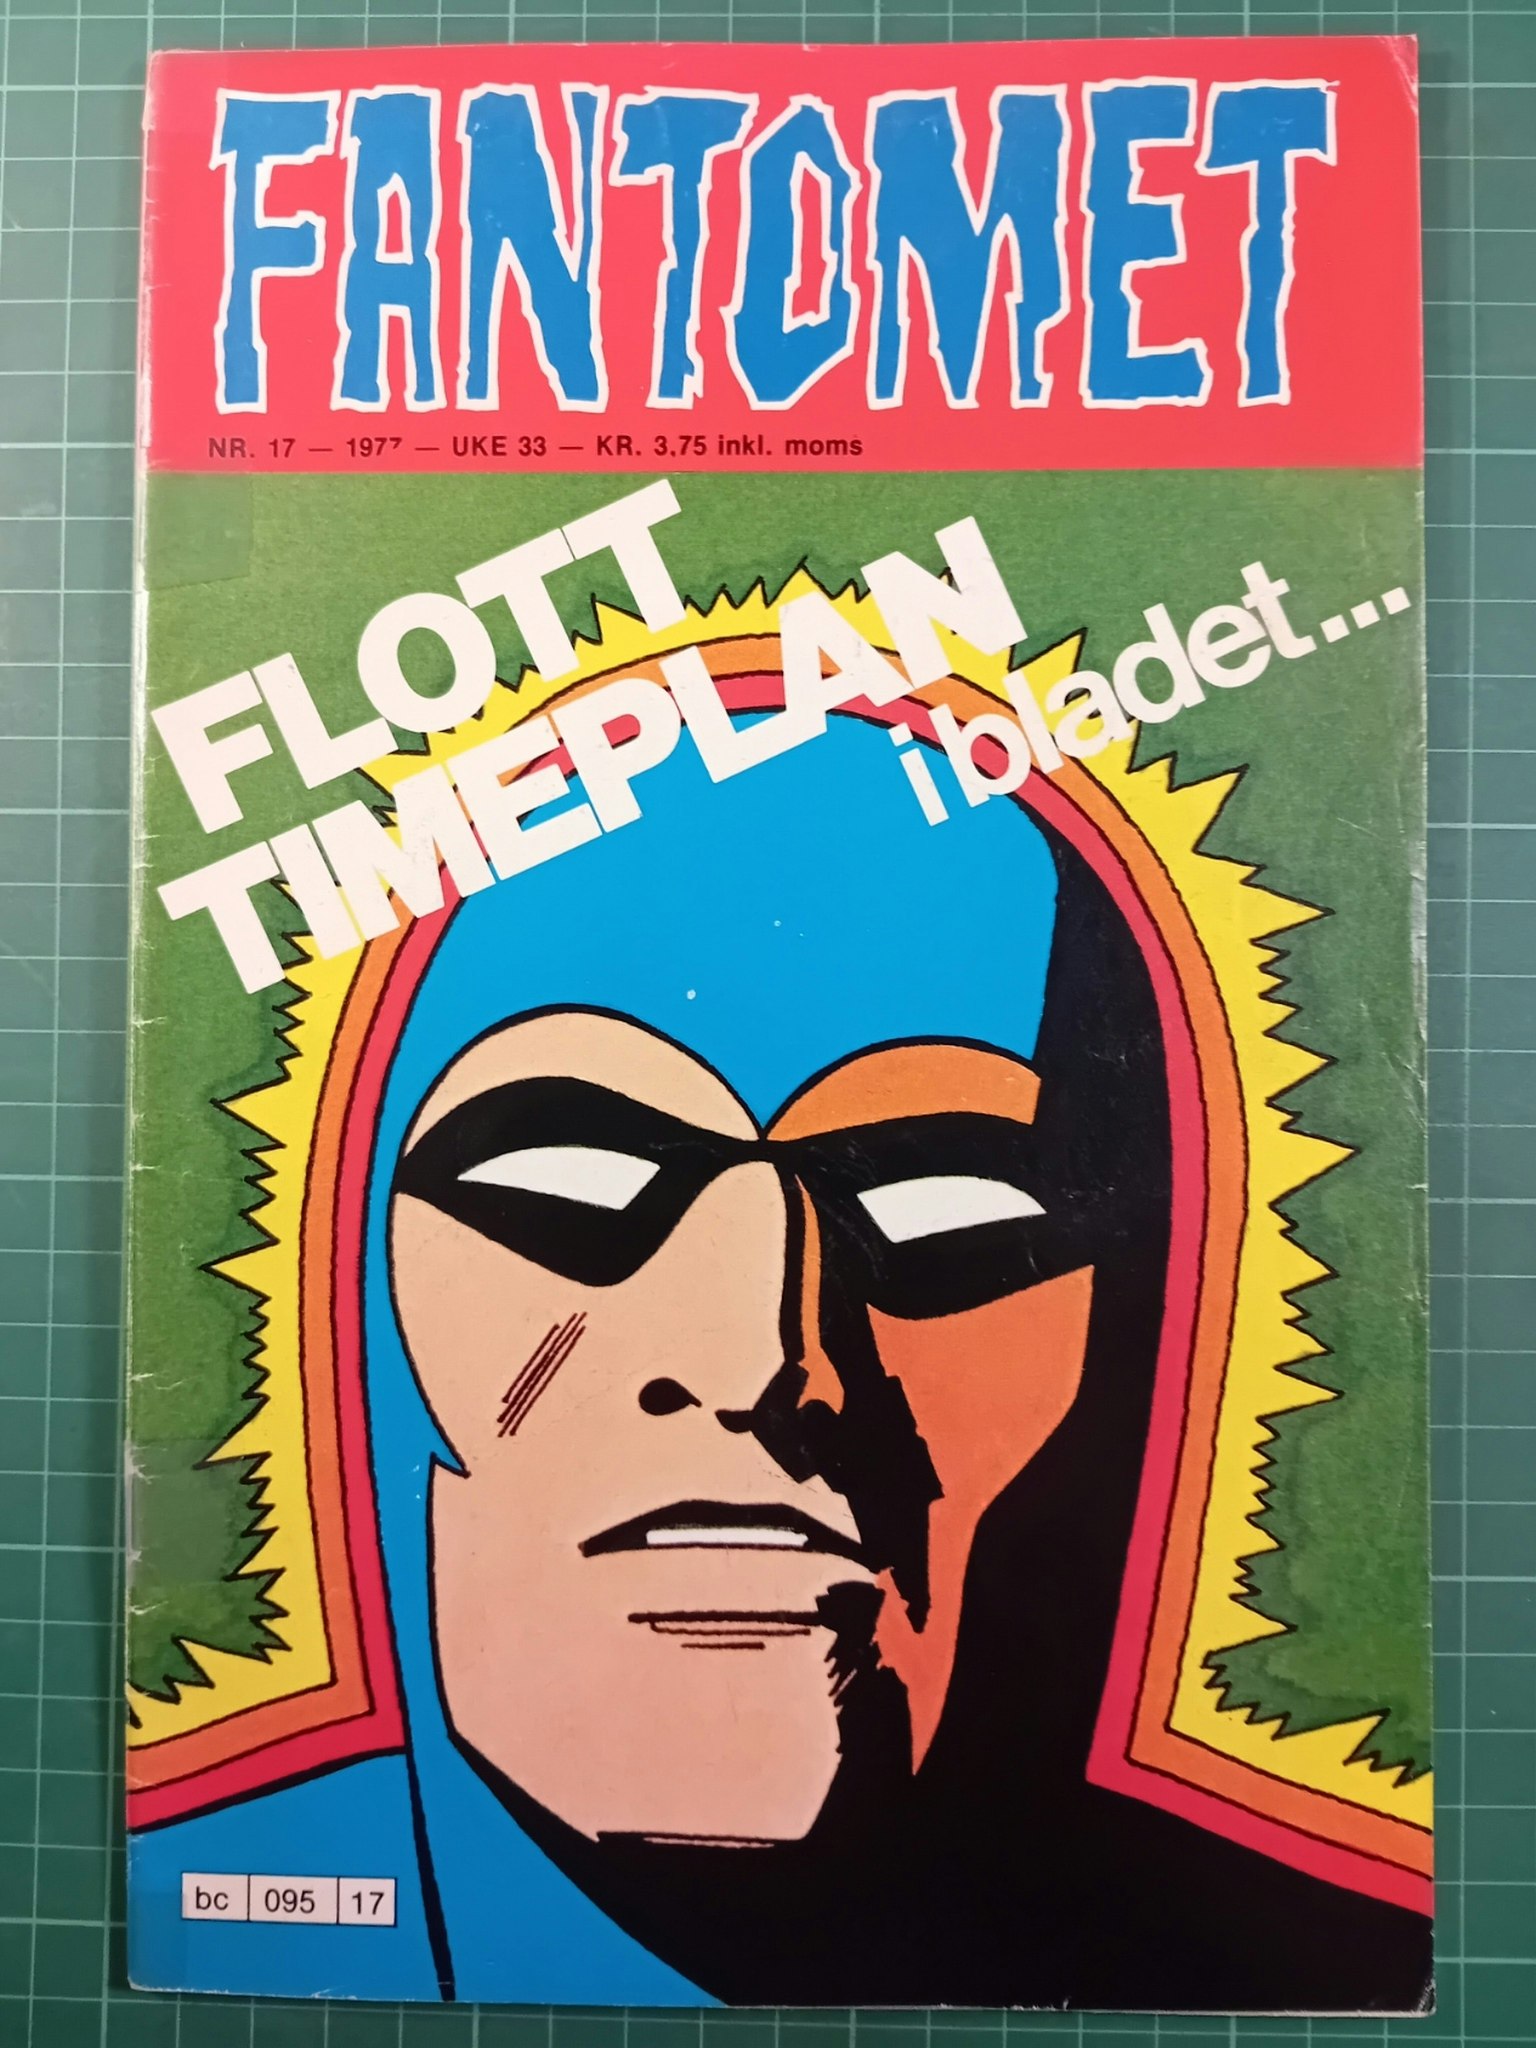 FANTOMET
NR. 17 — 1977 — UKE 33 — KR. 3,75 inkl. moms
FLOTT
TIMEPLAN
i bladet...
bc 095 17